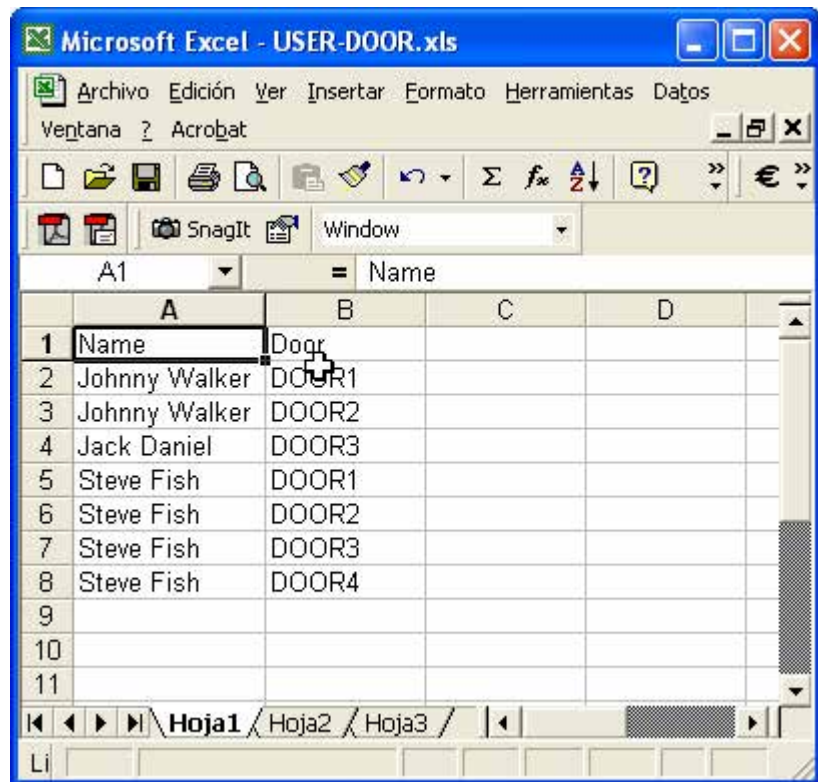 Microsoft Excel - USER-DOOR.xls
Archivo Edición Ver Insertar Formato Herramientas Datos
Ventana ? Acrobat
SnagIt Window
A1 = Name
A B C D
1 Name Door
2 Johnny Walker DOOR1
3 Johnny Walker DOOR2
4 Jack Daniel DOOR3
5 Steve Fish DOOR1
6 Steve Fish DOOR2
7 Steve Fish DOOR3
8 Steve Fish DOOR4
9
10
11
Hoja1 Hoja2 Hoja3
Li